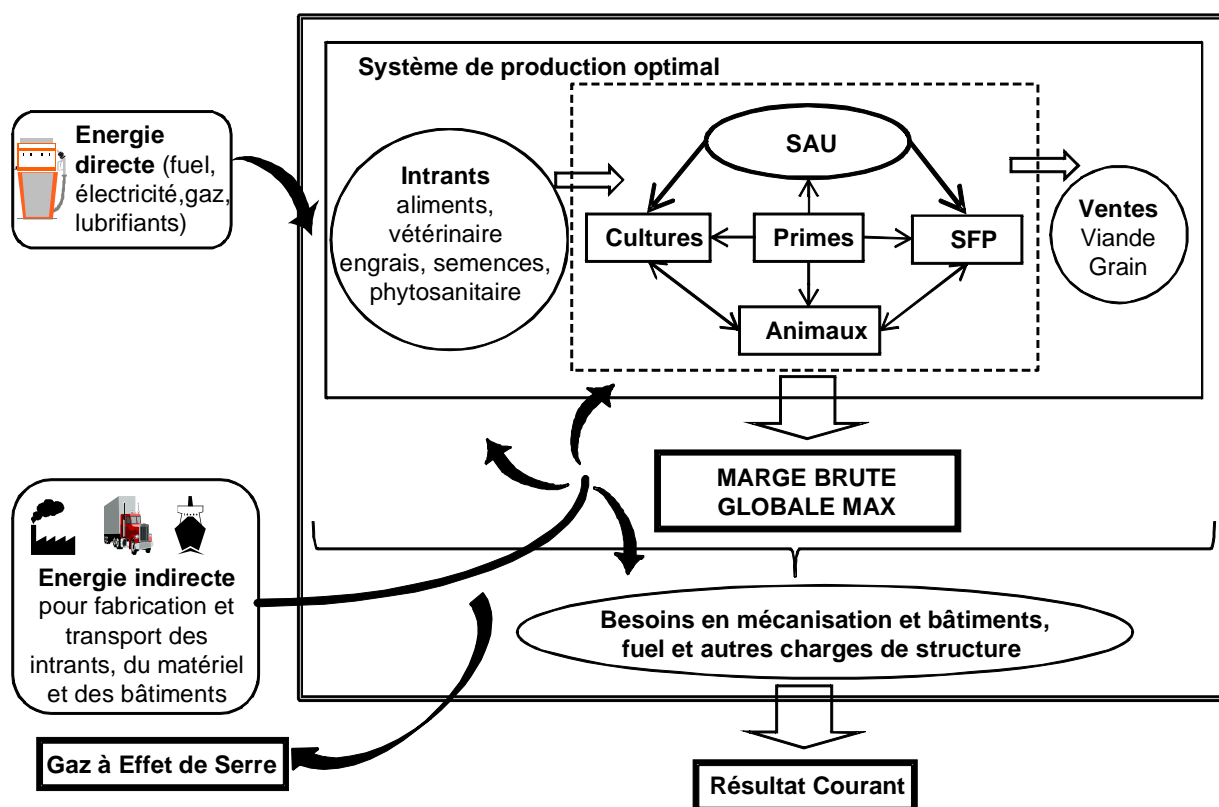 Système de production optimal
Energie
directe (fuel,
électricité,gaz,
lubrifiants)
Intrants
aliments,
vétérinaire
engrais, semences,
phytosanitaire
SAU
Cultures
Primes
SFP
Animaux
Ventes
Viande
Grain
MARGE BRUTE
GLOBALE MAX
Energie indirecte
pour fabrication et
transport des
intrants, du matériel
et des bâtiments
Besoins en mécanisation et bâtiments,
fuel et autres charges de structure
Gaz à Effet de Serre
Résultat Courant